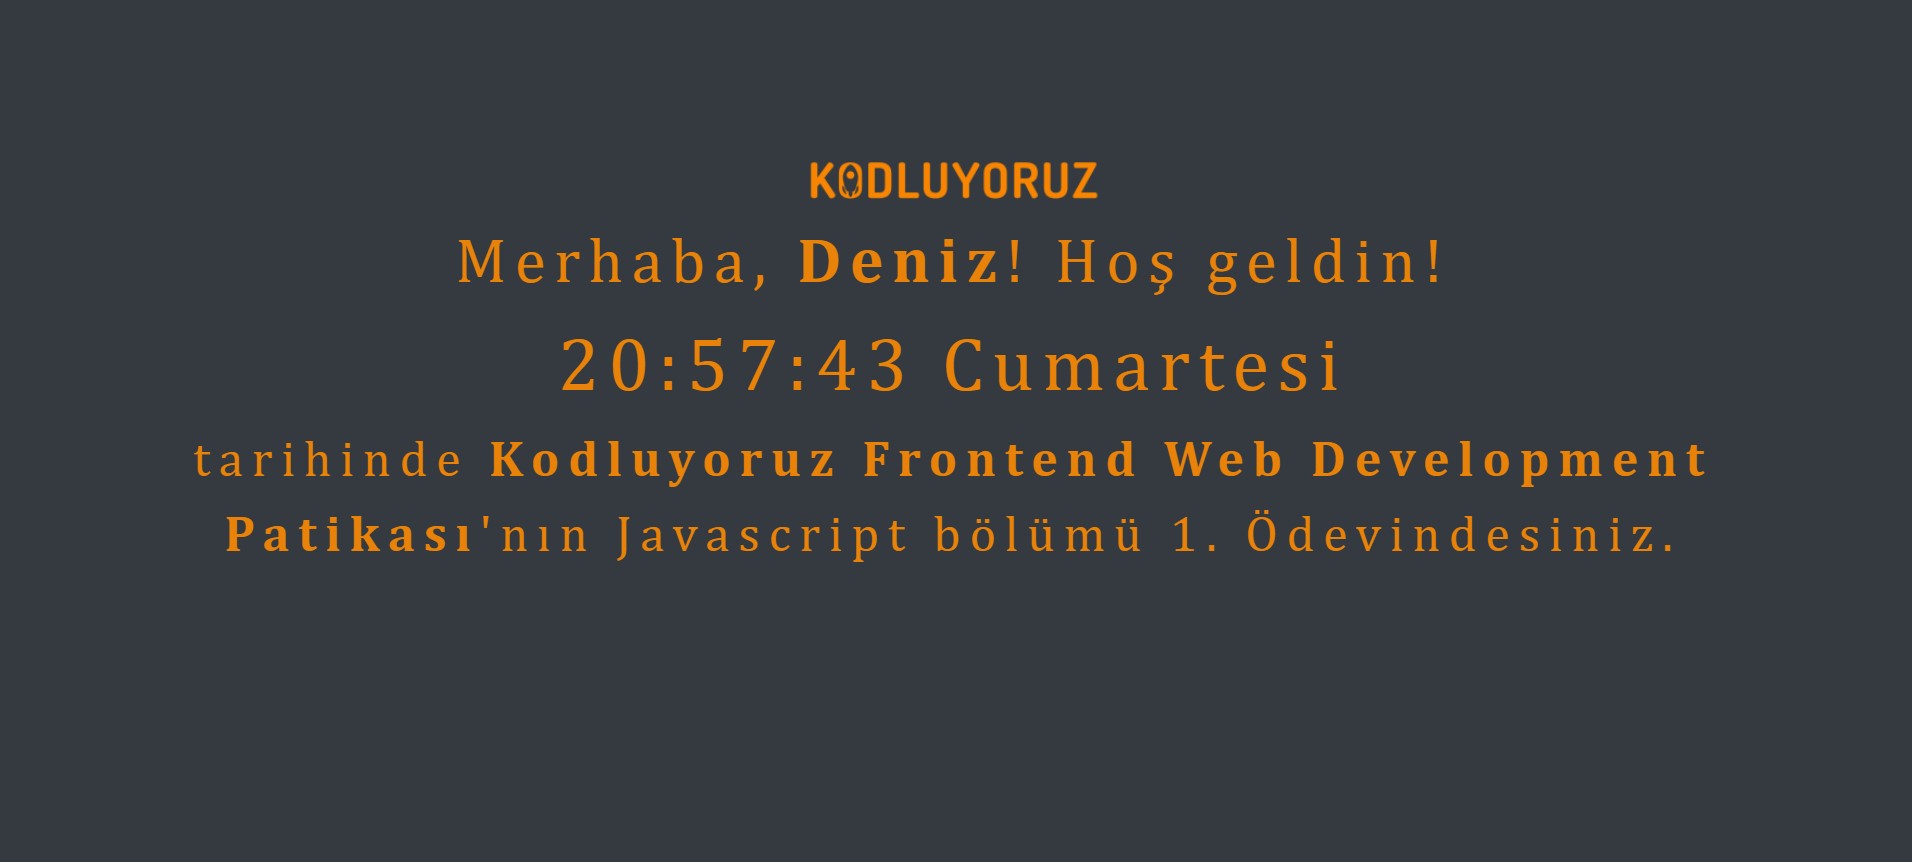 KODLUYORUZ
Merhaba, Deniz! Hoş geldin!
20:57:43 Cumartesi
tarihinde Kodluyoruz Frontend Web Development
Patikası'nın Javascript bölümü 1. Ödevindesiniz.